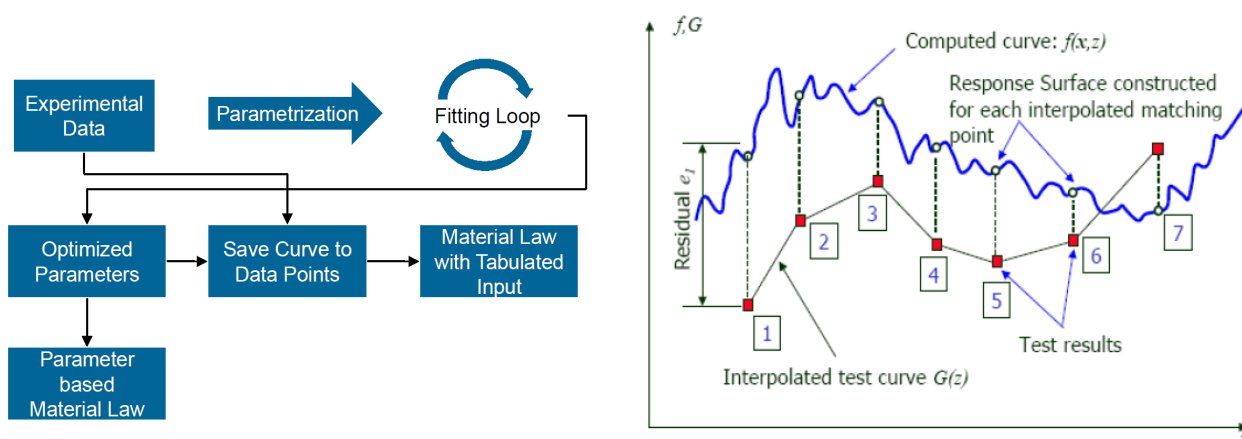 Experimental
Data
Parametrization
Fitting Loop
Optimized
Parameters
Save Curve to
Data Points
Material Law
with Tabulated
Input
Parameter
based
Material Law
f,G
Computed curve: f(x,z)
Response Surface constructed
for each interpolated matching
point
Residual e1
1
2
3
4
5
6
7
Test results
Interpolated test curve G(z)